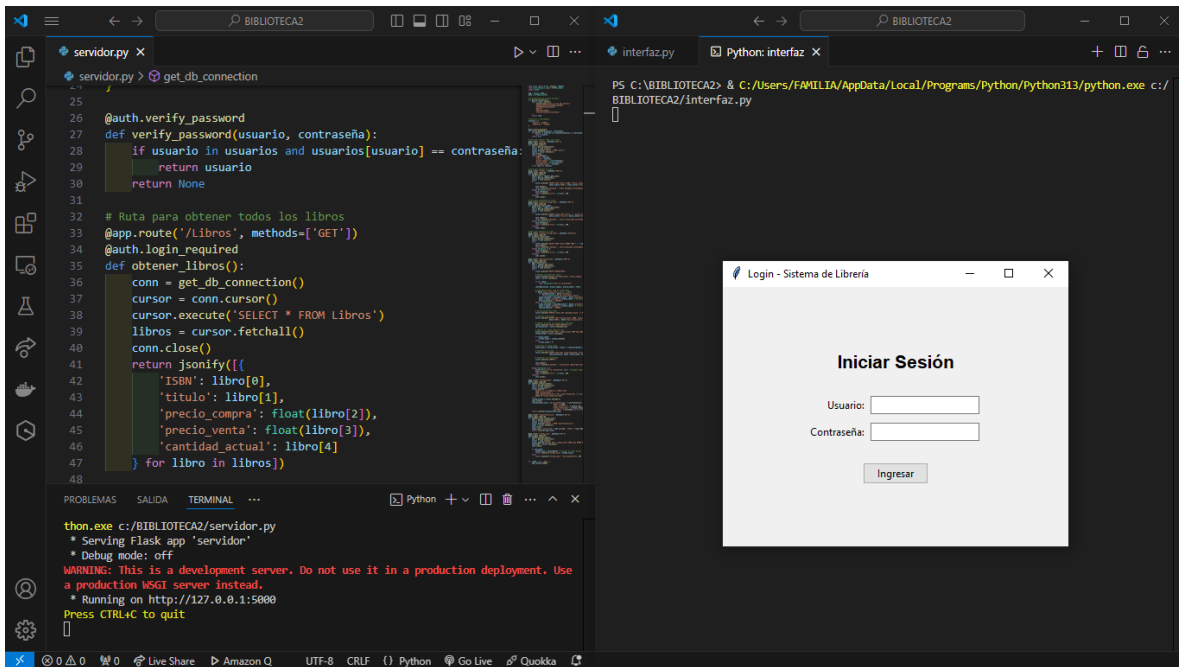 BIBLIOTECA2
servidor.py
servidor.py > get_db_connection
24 }
25
26 @auth.verify_password
27 def verify_password(usuario, contraseña):
28 if usuario in usuarios and usuarios[usuario] == contraseña:
29 return usuario
30 return None
31
32 # Ruta para obtener todos los libros
33 @app.route('/Libros', methods=['GET'])
34 @auth.login_required
35 def obtener_libros():
36 conn = get_db_connection()
37 cursor = conn.cursor()
38 cursor.execute('SELECT * FROM Libros')
39 libros = cursor.fetchall()
40 conn.close()
41 return jsonify([{
42 'ISBN': libro[0],
43 'titulo': libro[1],
44 'precio_compra': float(libro[2]),
45 'precio_venta': float(libro[3]),
46 'cantidad_actual': libro[4]
47 } for libro in libros])
48
PROBLEMAS SALIDA TERMINAL ··· Python
thon.exe c:/BIBLIOTECA2/servidor.py
* Serving Flask app 'servidor'
* Debug mode: off
WARNING: This is a development server. Do not use it in a production deployment. Use
a production WSGI server instead.
* Running on http://127.0.0.1:5000
Press CTRL+C to quit
0 0 0 Live Share Amazon Q UTF-8 CRLF {} Python Go Live Quokka
BIBLIOTECA2
interfaz.py Python: interfaz
PS C:\BIBLIOTECA2> & C:/Users/FAMILIA/AppData/Local/Programs/Python/Python313/python.exe c:/
BIBLIOTECA2/interfaz.py
Login - Sistema de Librería
Iniciar Sesión
Usuario:
Contraseña:
Ingresar